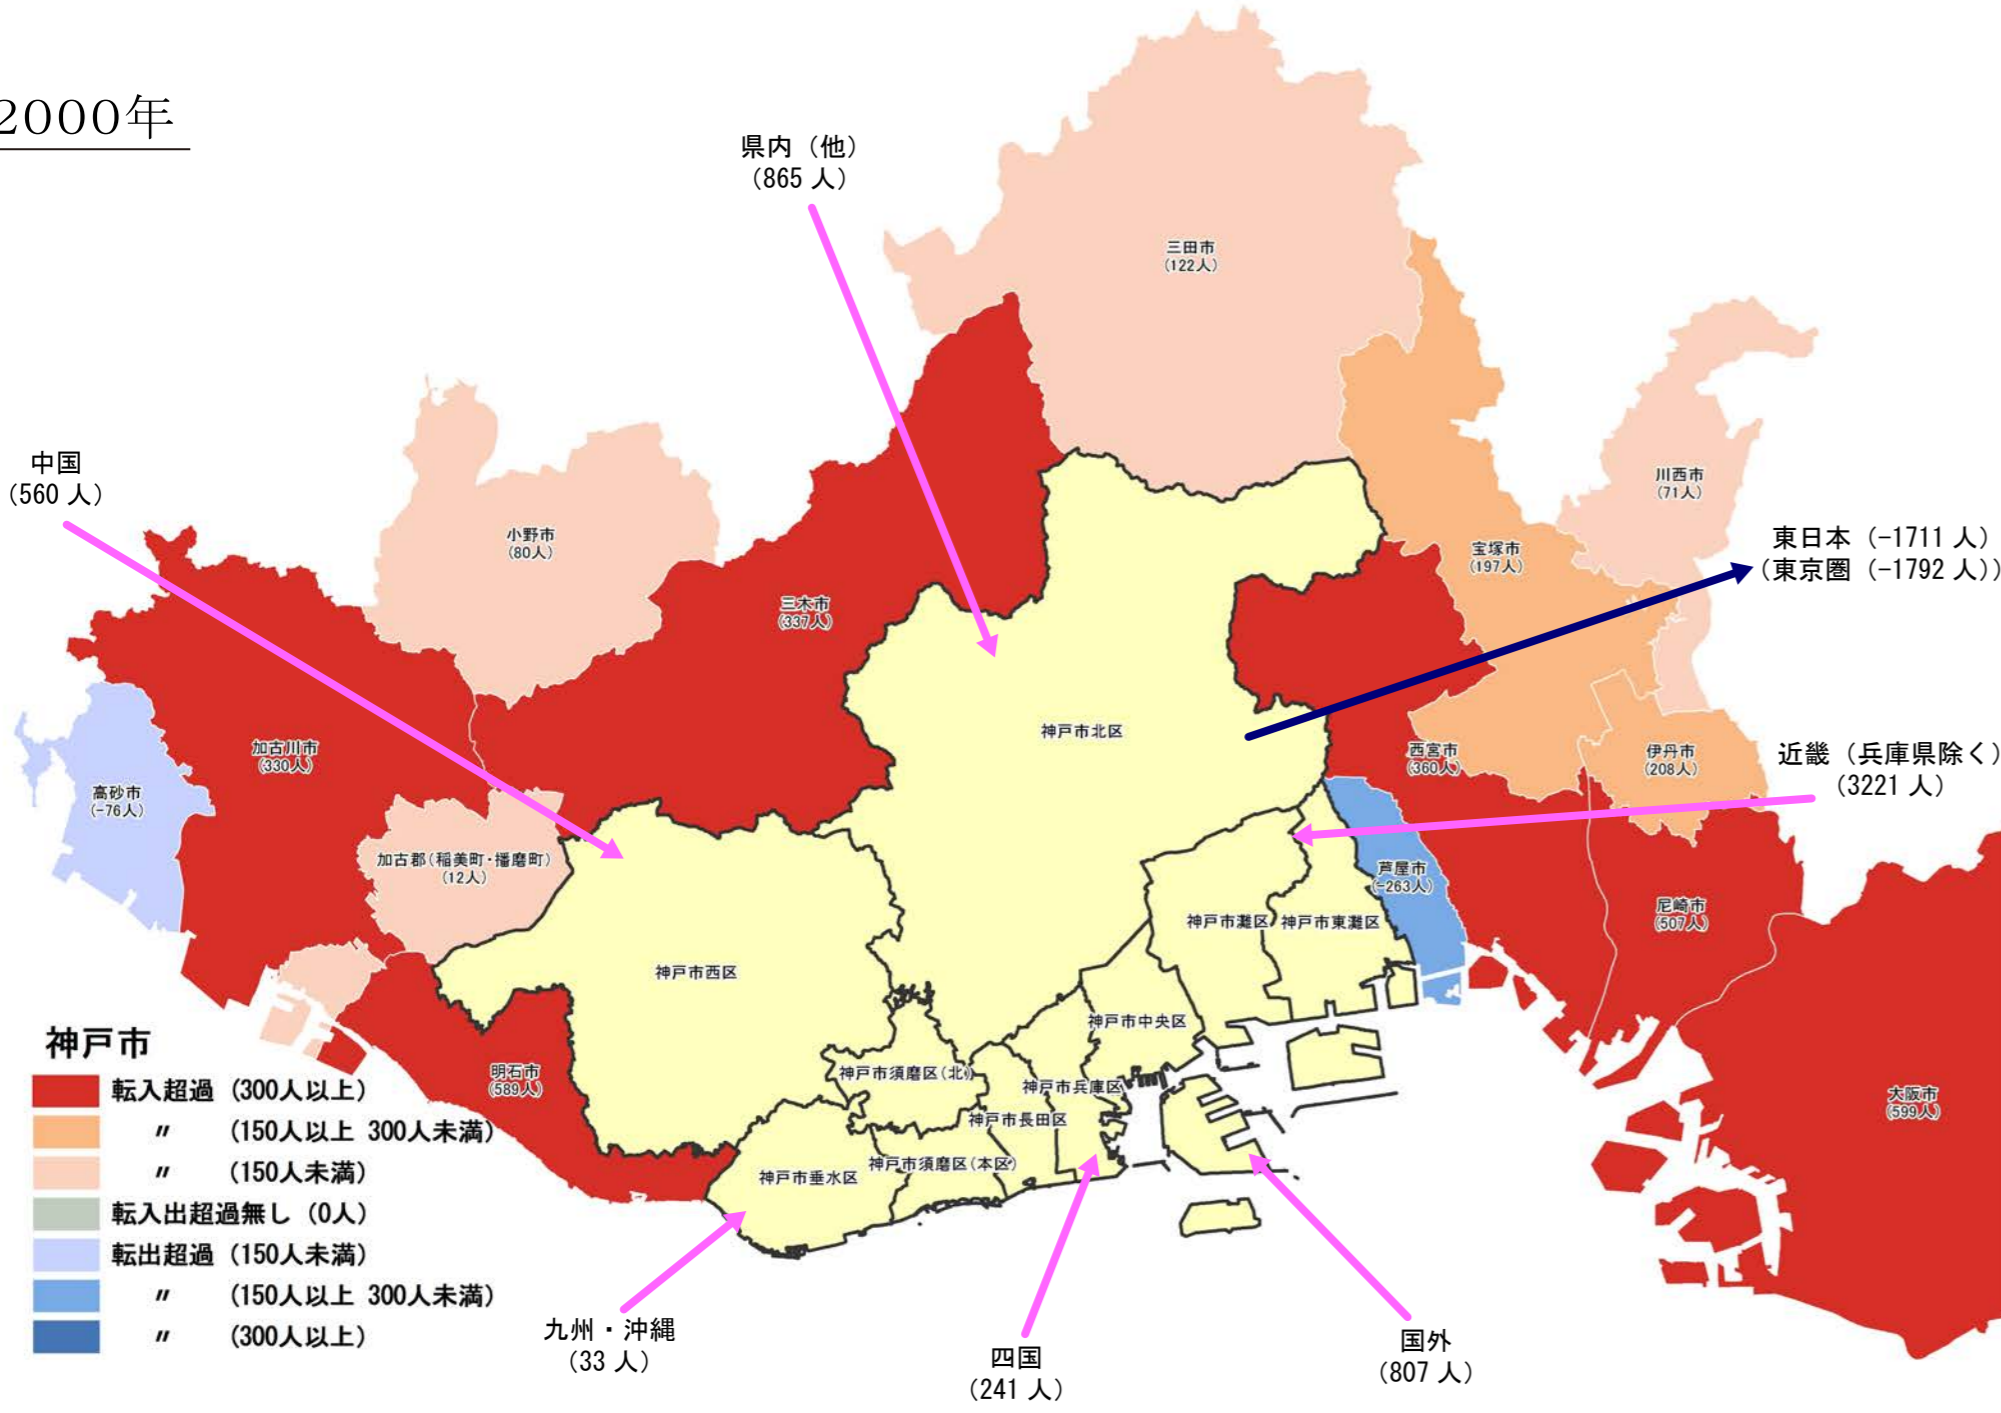 2000年
県内（他）
（865 人）
三田市
(122人)
中国
（560 人）
小野市
(80人)
川西市
(71人)
宝塚市
(197人)
東日本（-1711 人）
（東京圏（-1792 人））
三木市
(337人)
神戸市北区
加古川市
(330人)
西宮市
(360人)
伊丹市
(208人)
近畿（兵庫県除く）
（3221 人）
高砂市
(-76人)
加古郡(稲美町・播磨町)
(12人)
芦屋市
(-263人)
尼崎市
(507人)
神戸市灘区
神戸市東灘区
神戸市西区
神戸市中央区
神戸市須磨区(北)
神戸市兵庫区
明石市
(589人)
大阪市
(599人)
神戸市長田区
神戸市須磨区(本区)
神戸市垂水区
神戸市
転入超過（300人以上）
〃 （150人以上 300人未満）
〃 （150人未満）
転入出超過無し（0人）
転出超過（150人未満）
〃 （150人以上 300人未満）
〃 （300人以上）
九州・沖縄
（33 人）
四国
（241 人）
国外
（807 人）